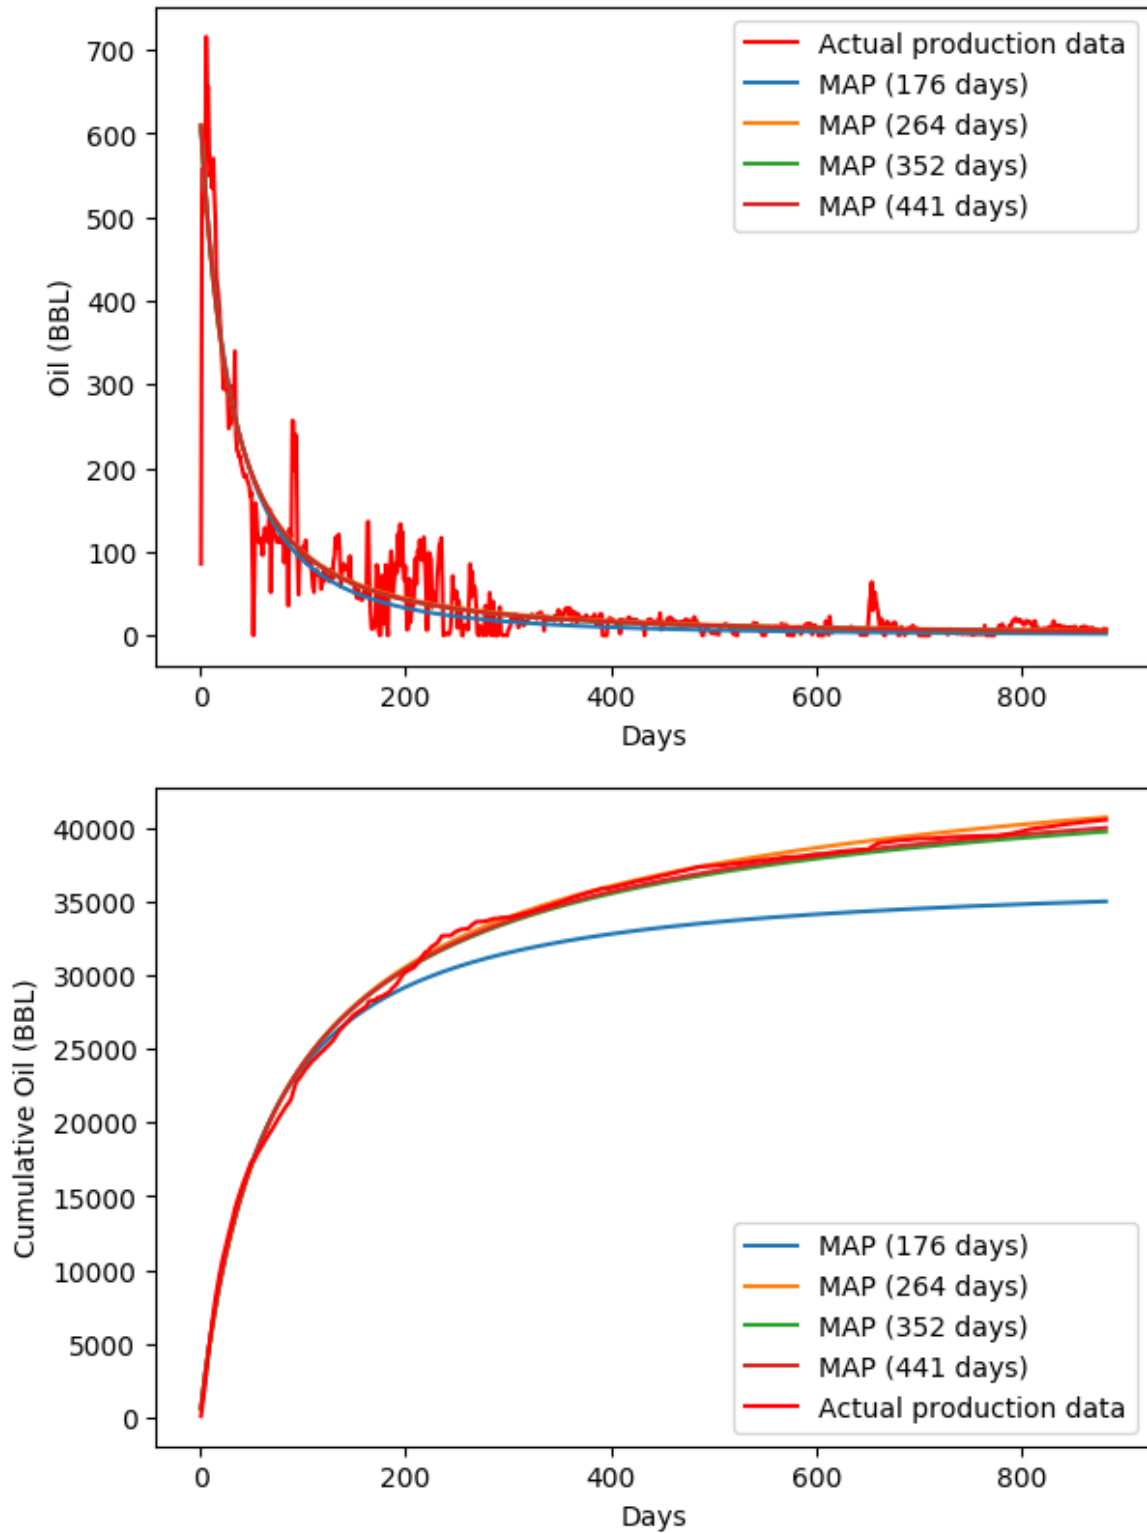 700
600
500
400
300
200
100
0
Oil (BBL)
Actual production data
MAP (176 days)
MAP (264 days)
MAP (352 days)
MAP (441 days)
0 200 400 600 800
Days
40000
35000
30000
25000
20000
15000
10000
5000
0
Cumulative Oil (BBL)
MAP (176 days)
MAP (264 days)
MAP (352 days)
MAP (441 days)
Actual production data
0 200 400 600 800
Days